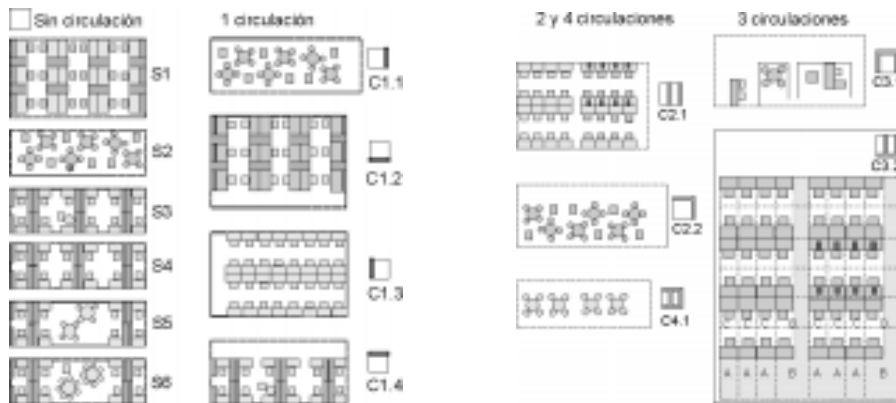 Sin circulación
1 circulación
2 y 4 circulaciones
3 circulaciones
S1
S2
S3
S4
S5
S6
C1.1
C1.2
C1.3
C1.4
C2.1
C2.2
C4.1
A A A B A A A B